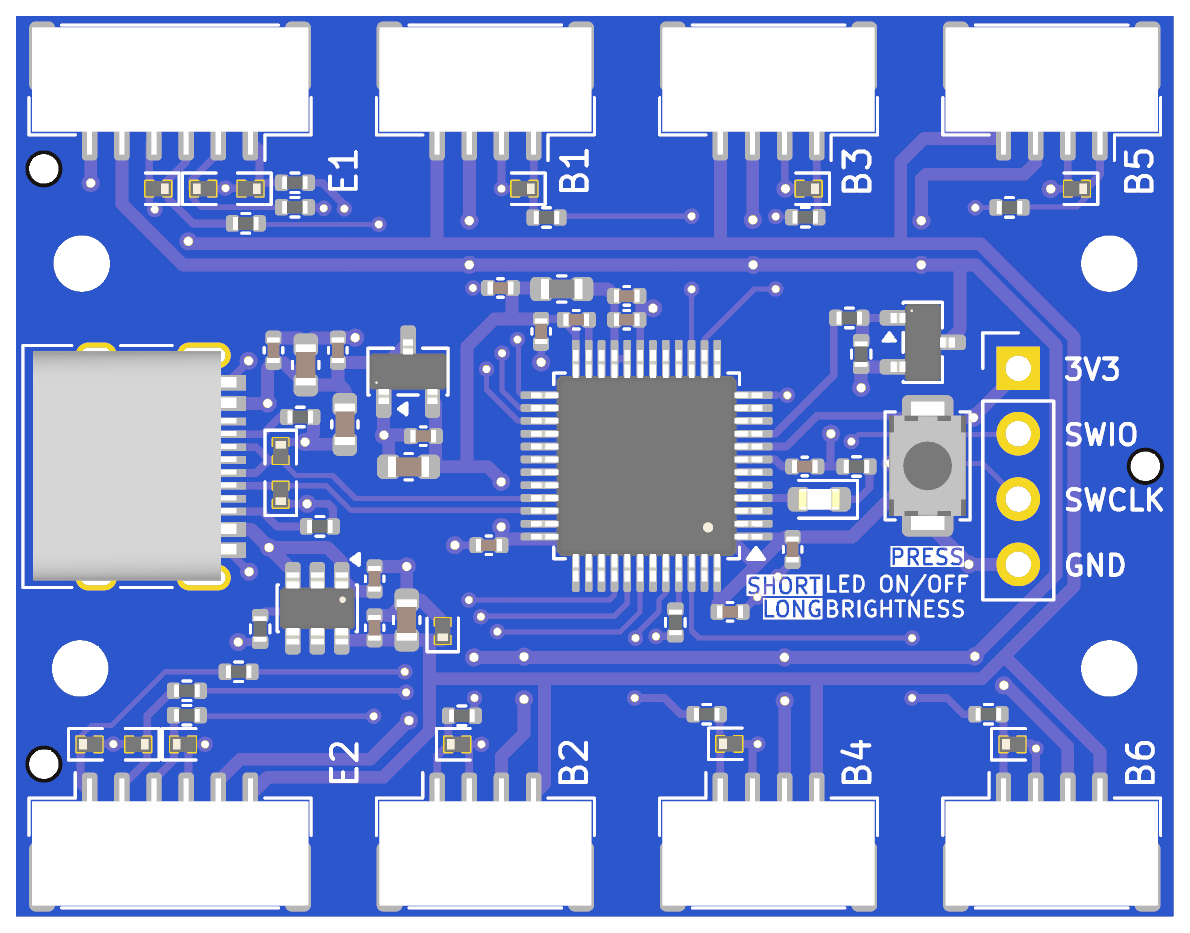 E1
B1
B3
B5
3V3
SWIO
SWCLK
GND
PRESS
SHORT LED ON/OFF
LONG BRIGHTNESS
E2
B2
B4
B6